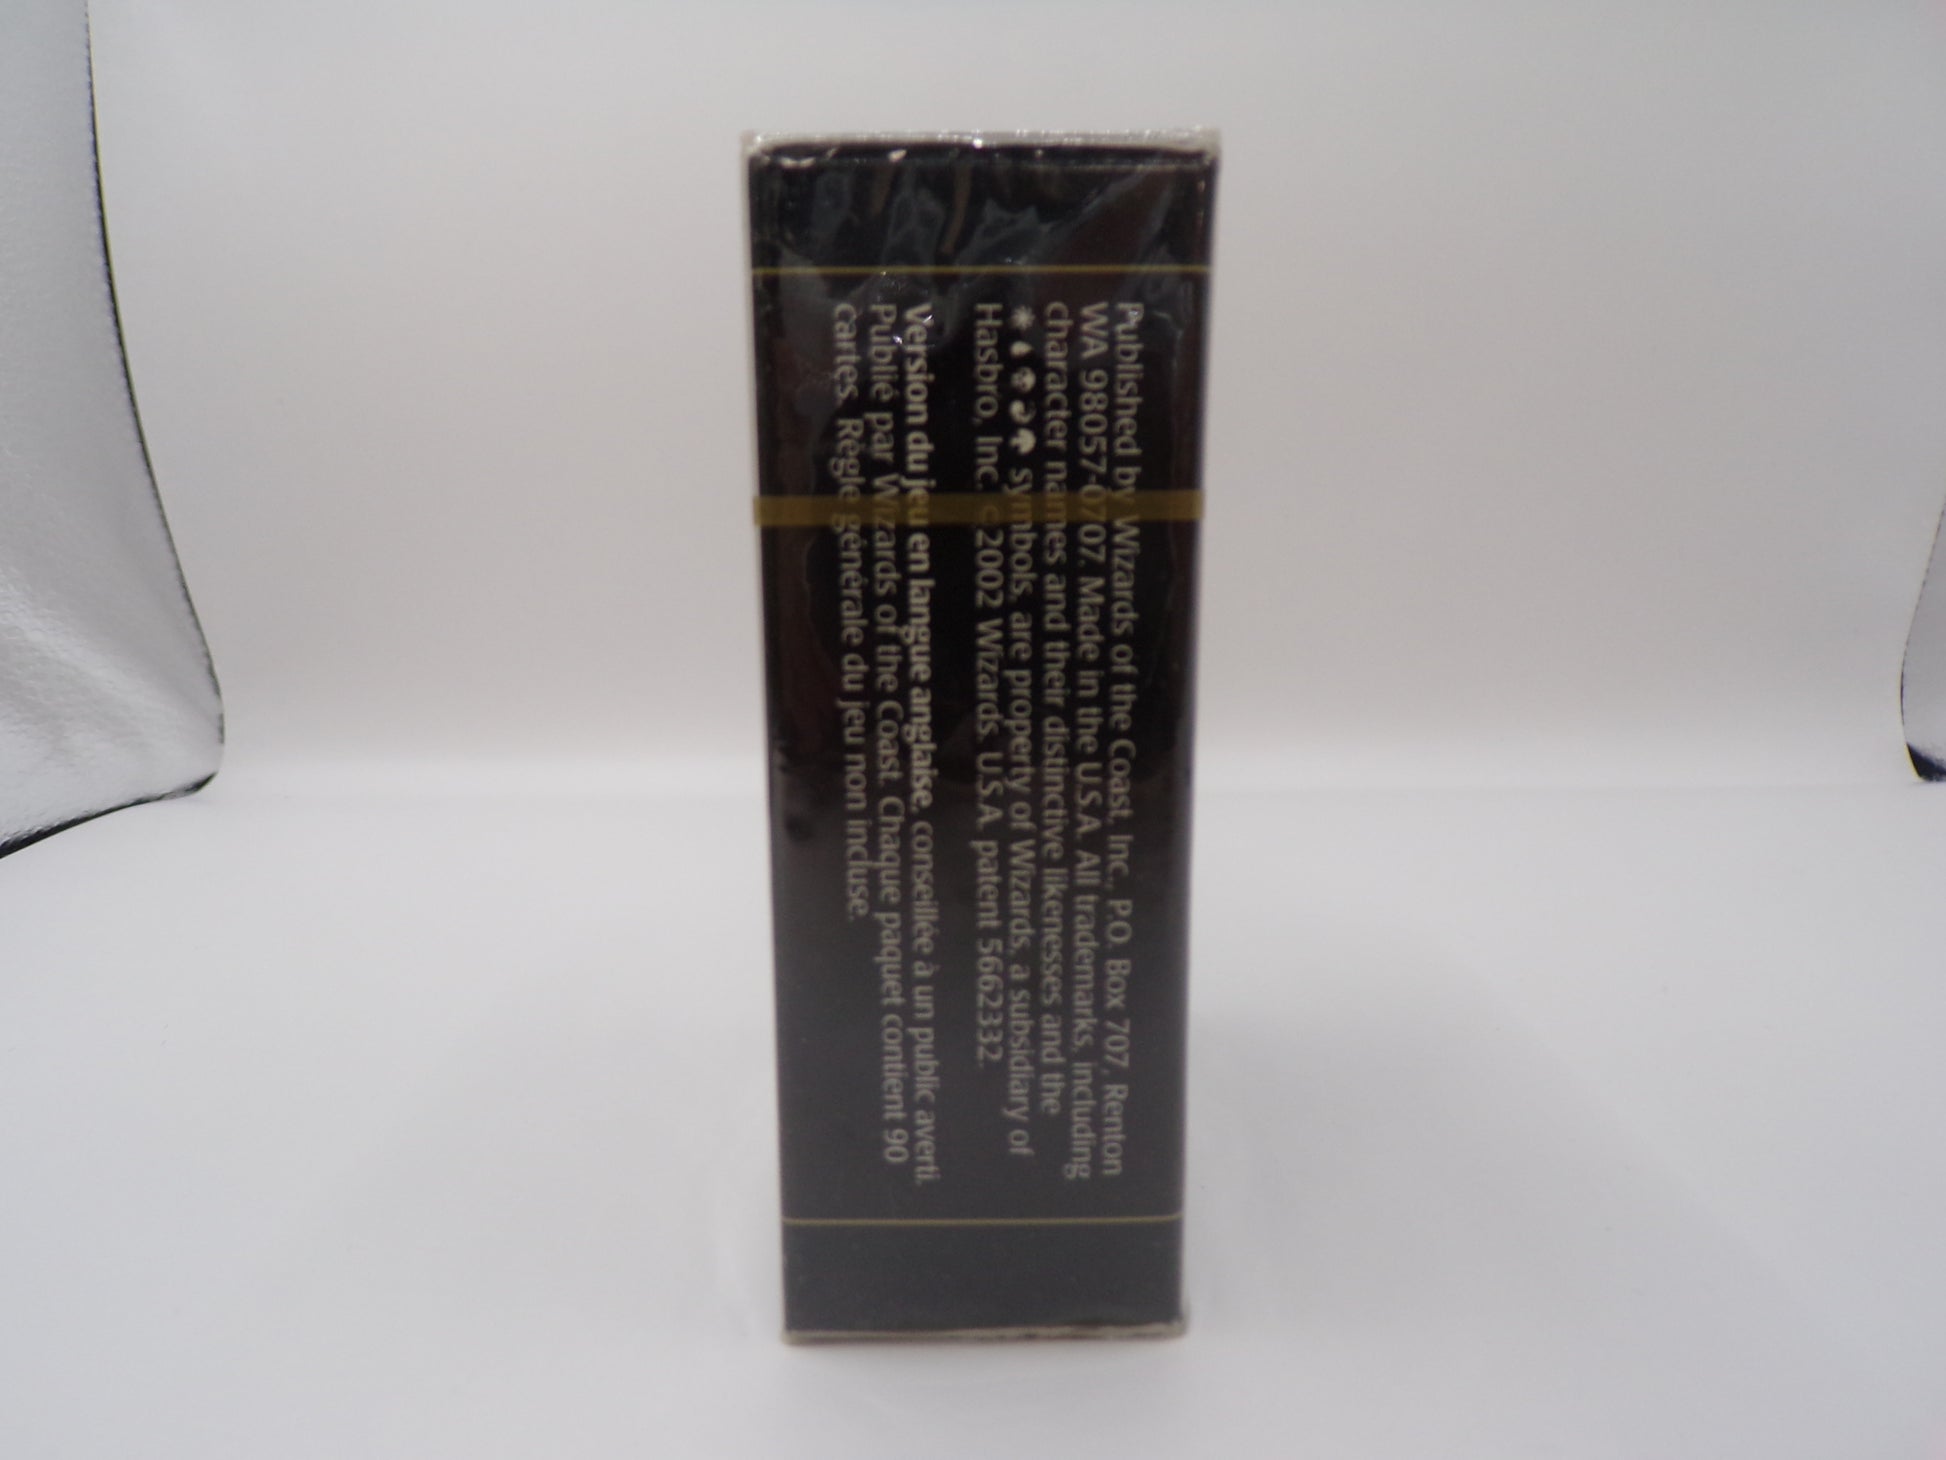 Published by Wizards of the Coast, Inc., P.O. Box 707, Renton
WA 98057-0707. Made in the U.S.A. All trademarks, including
character names and their distinctive likenesses and the
symbols, are property of Wizards, a subsidiary of
Hasbro, Inc. © 2002 Wizards. U.S.A. patent 5662332.
Version du jeu en langue anglaise, conseillée à un public averti.
Publié par Wizards of the Coast. Chaque paquet contient 90
cartes. Règle générale du jeu non incluse.